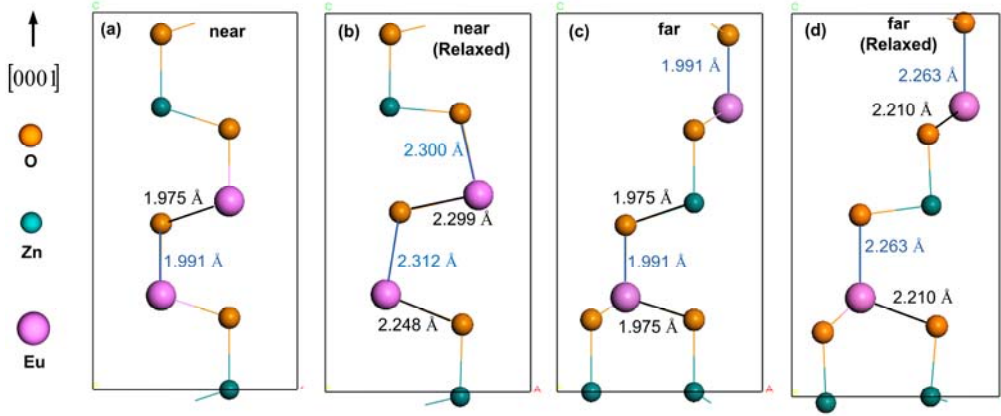 [0001]
O
Zn
Eu
C
(a) near
1.975 Å
1.991 Å
C
(b) near
(Relaxed)
2.300 Å
2.299 Å
2.312 Å
2.248 Å
A
C
(c) far
1.991 Å
1.975 Å
1.991 Å
1.975 Å
A
C
(d) far
(Relaxed)
2.263 Å
2.210 Å
2.263 Å
2.210 Å